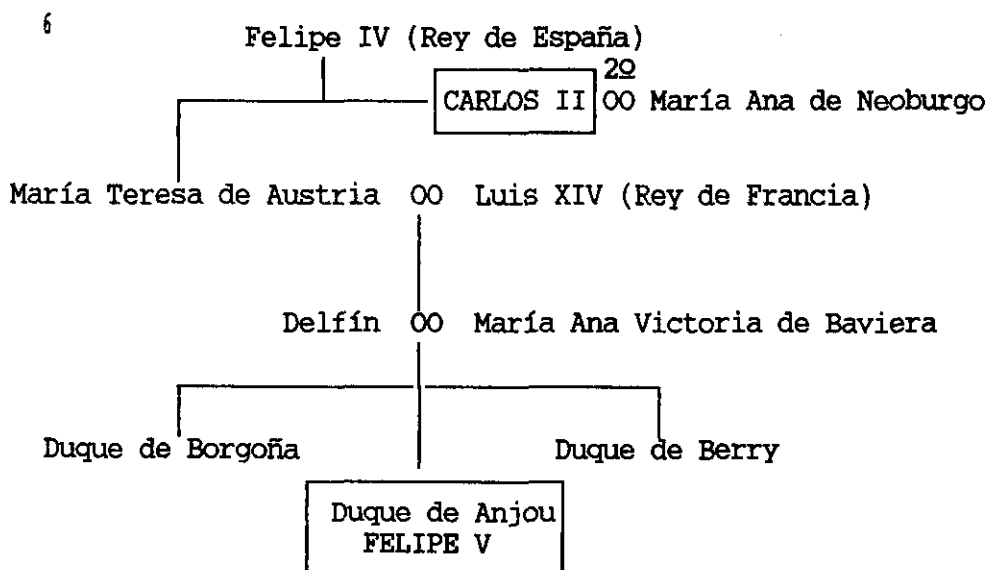 6
Felipe IV (Rey de España)
2º
CARLOS II OO María Ana de Neoburgo
María Teresa de Austria OO Luis XIV (Rey de Francia)
Delfín OO María Ana Victoria de Baviera
Duque de Borgoña Duque de Berry
Duque de Anjou
FELIPE V